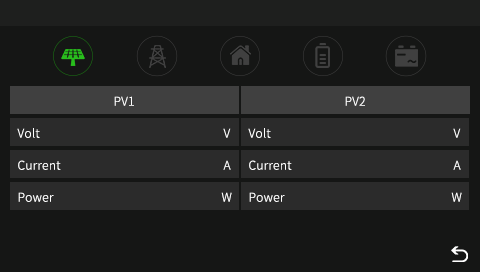 PV1 PV2
Volt V Volt V
Current A Current A
Power W Power W